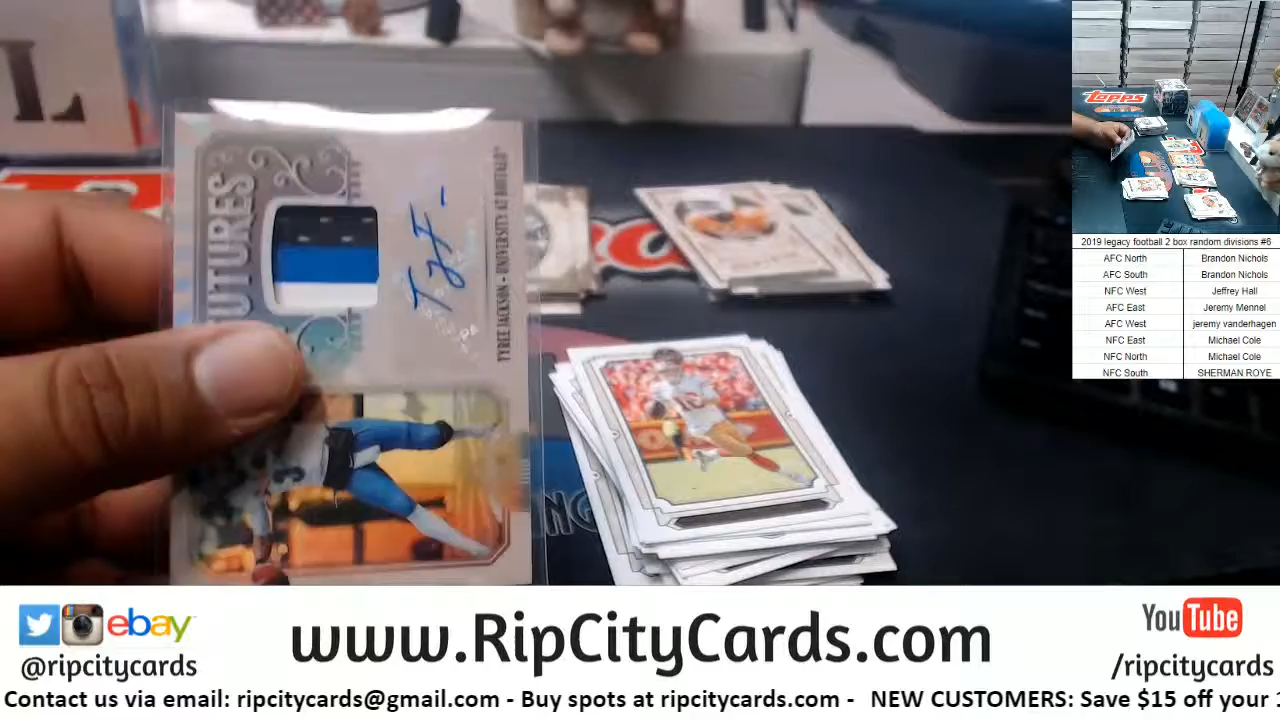 L
FUTURES
TyJ-
TYREE JACKSON - UNIVERSITY AT BUFFALO
topps
2019 legacy football 2 box random divisions #6
AFC North Brandon Nichols
AFC South Brandon Nichols
NFC West Jeffrey Hall
AFC East Jeremy Mennel
AFC West jeremy vanderhagen
NFC East Michael Cole
NFC North Michael Cole
NFC South SHERMAN ROYE
ebay
@ripcitycards
www.RipCityCards.com
YouTube
/ripcitycards
Contact us via email: ripcitycards@gmail.com - Buy spots at ripcitycards.com - NEW CUSTOMERS: Save $15 off your